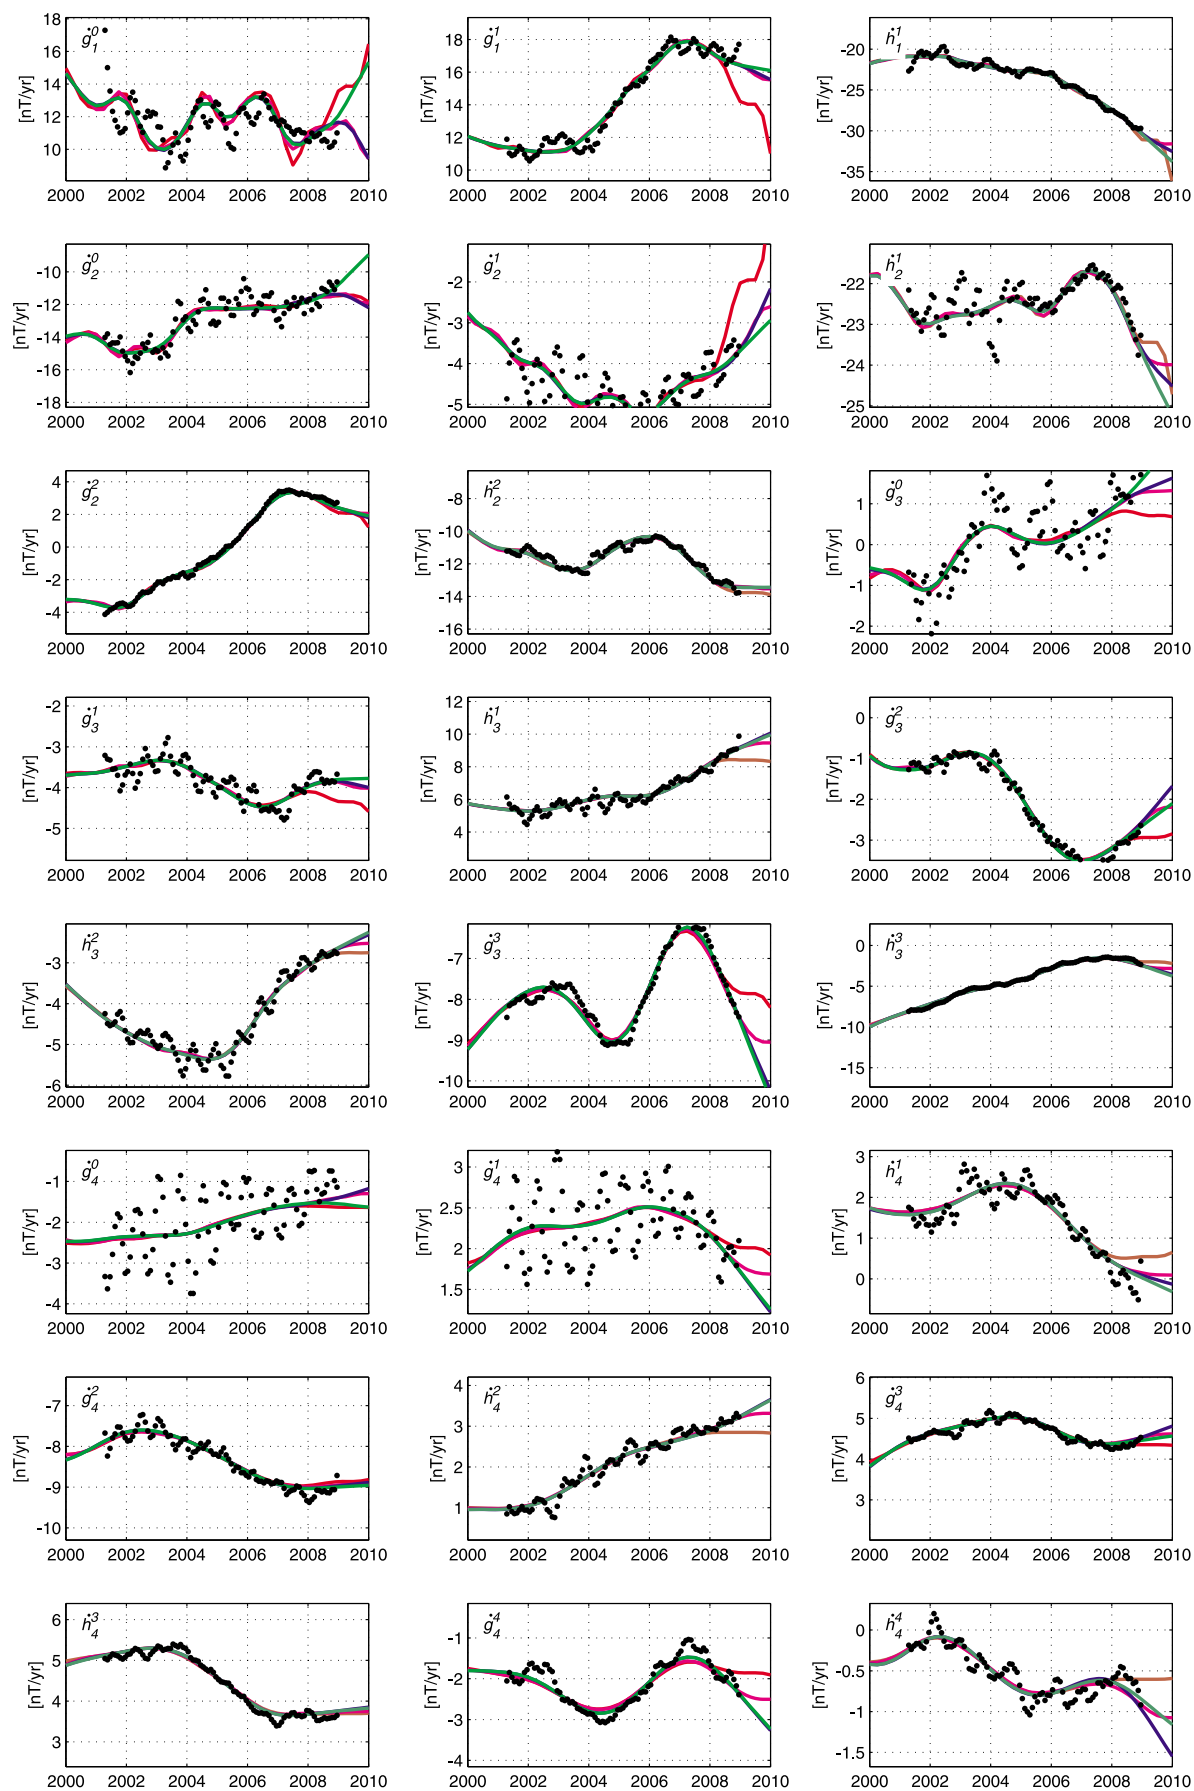 18
16
14
12
10
[nT/yr]
ġ₁⁰
2000 2002 2004 2006 2008 2010
18
16
14
12
10
[nT/yr]
ġ₁¹
2000 2002 2004 2006 2008 2010
-20
-25
-30
-35
[nT/yr]
ḣ₁¹
2000 2002 2004 2006 2008 2010
-10
-12
-14
-16
-18
[nT/yr]
ġ₂⁰
2000 2002 2004 2006 2008 2010
-2
-3
-4
-5
[nT/yr]
ġ₂¹
2000 2002 2004 2006 2008 2010
-22
-23
-24
-25
[nT/yr]
ḣ₂¹
2000 2002 2004 2006 2008 2010
4
2
0
-2
-4
[nT/yr]
ġ₂²
2000 2002 2004 2006 2008 2010
-8
-10
-12
-14
-16
[nT/yr]
ḣ₂²
2000 2002 2004 2006 2008 2010
1
0
-1
-2
[nT/yr]
ġ₃⁰
2000 2002 2004 2006 2008 2010
-2
-3
-4
-5
[nT/yr]
ġ₃¹
2000 2002 2004 2006 2008 2010
12
10
8
6
4
[nT/yr]
ḣ₃¹
2000 2002 2004 2006 2008 2010
0
-1
-2
-3
[nT/yr]
ġ₃²
2000 2002 2004 2006 2008 2010
-3
-4
-5
-6
[nT/yr]
ḣ₃²
2000 2002 2004 2006 2008 2010
-7
-8
-9
-10
[nT/yr]
ġ₃³
2000 2002 2004 2006 2008 2010
0
-5
-10
-15
[nT/yr]
ḣ₃³
2000 2002 2004 2006 2008 2010
-1
-2
-3
-4
[nT/yr]
ġ₄⁰
2000 2002 2004 2006 2008 2010
3
2.5
2
1.5
[nT/yr]
ġ₄¹
2000 2002 2004 2006 2008 2010
3
2
1
0
[nT/yr]
ḣ₄¹
2000 2002 2004 2006 2008 2010
-7
-8
-9
-10
[nT/yr]
ġ₄²
2000 2002 2004 2006 2008 2010
4
3
2
1
[nT/yr]
ḣ₄²
2000 2002 2004 2006 2008 2010
6
5
4
3
[nT/yr]
ġ₄³
2000 2002 2004 2006 2008 2010
6
5
4
3
[nT/yr]
ḣ₄³
2000 2002 2004 2006 2008 2010
-1
-2
-3
-4
[nT/yr]
ġ₄⁴
2000 2002 2004 2006 2008 2010
0
-0.5
-1
-1.5
[nT/yr]
ḣ₄⁴
2000 2002 2004 2006 2008 2010